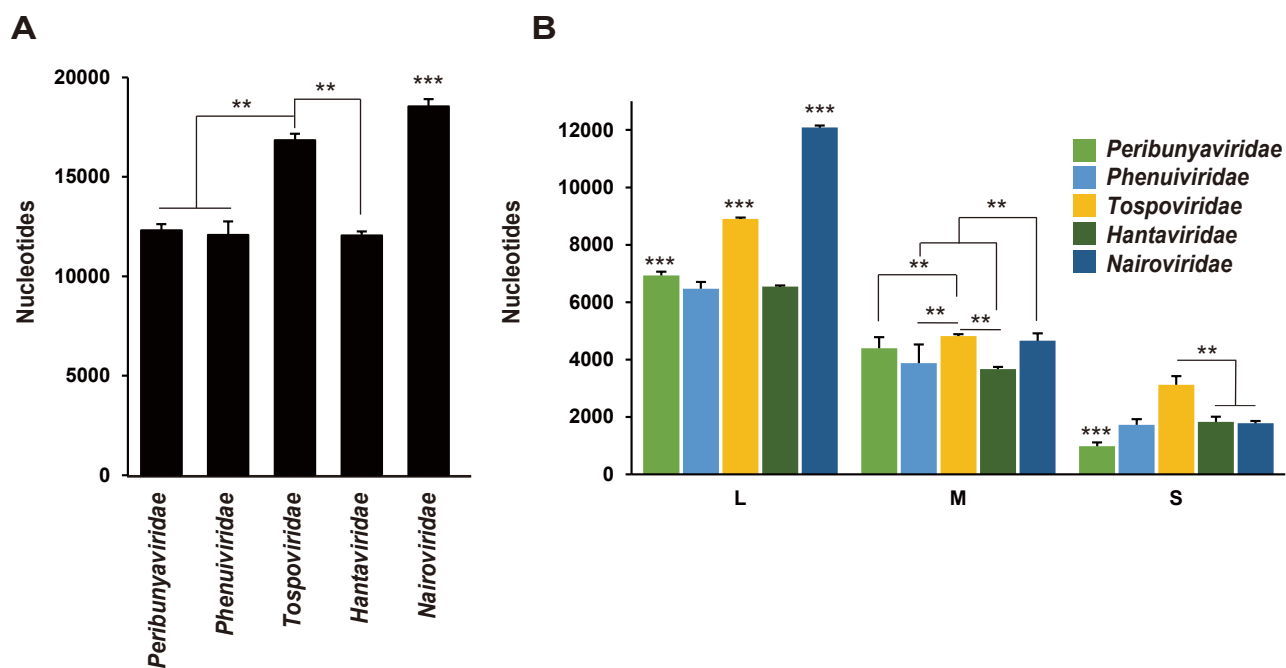 A
Nucleotides
20000
15000
10000
5000
0
**
**
***
Peribunyaviridae
Phenuiviridae
Tospoviridae
Hantaviridae
Nairoviridae
B
Nucleotides
12000
10000
8000
6000
4000
2000
0
***
***
***
**
**
**
**
***
**
L
M
S
Peribunyaviridae
Phenuiviridae
Tospoviridae
Hantaviridae
Nairoviridae